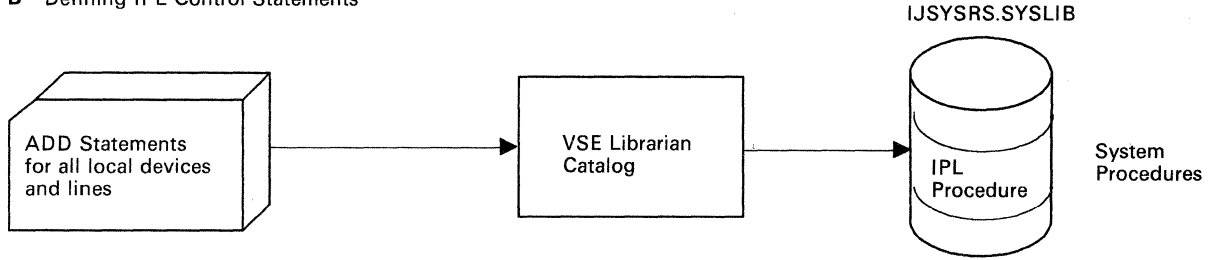 B Defining IPL Control Statements
IJSYSRS.SYSLIB
ADD Statements
for all local devices
and lines
VSE Librarian
Catalog
IPL
Procedure
System
Procedures